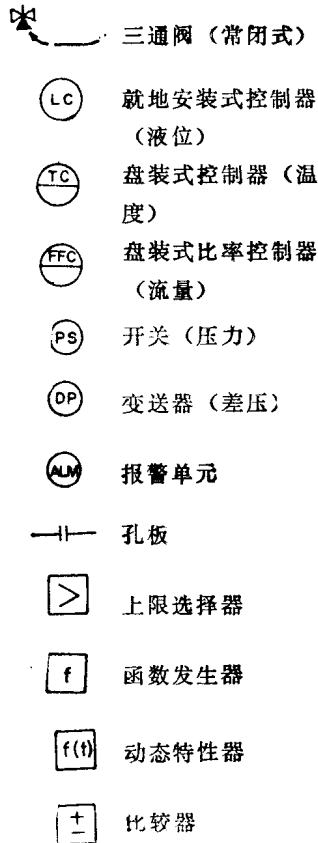 三通阀（常闭式）
LC 就地安装式控制器
（液位）
TC 盘装式控制器（温
度）
FFC 盘装式比率控制器
（流量）
PS 开关（压力）
DP 变送器（差压）
ALM 报警单元
孔板
> 上限选择器
f 函数发生器
f(t) 动态特性器
+
- 比较器